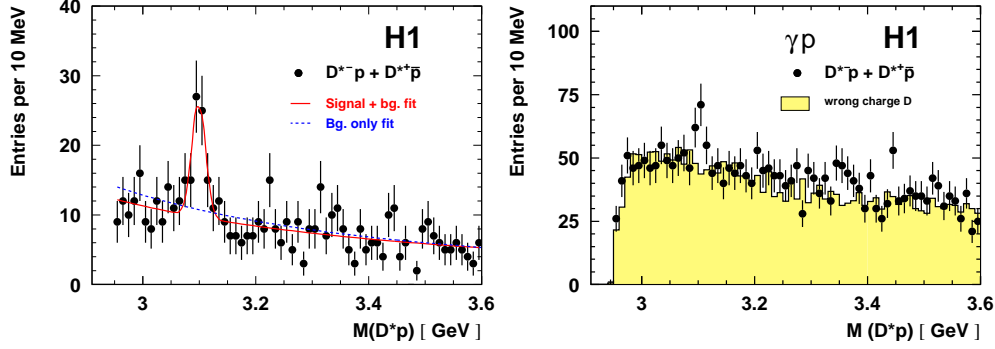 Entries per 10 MeV
40
30
20
10
0
H1
D*⁻p + D*⁺p̄
Signal + bg. fit
Bg. only fit
3
3.2
3.4
3.6
M(D*p) [ GeV ]
Entries per 10 MeV
100
75
50
25
0
γp
H1
D*⁻p + D*⁺p̄
wrong charge D
3
3.2
3.4
3.6
M (D*p) [ GeV ]